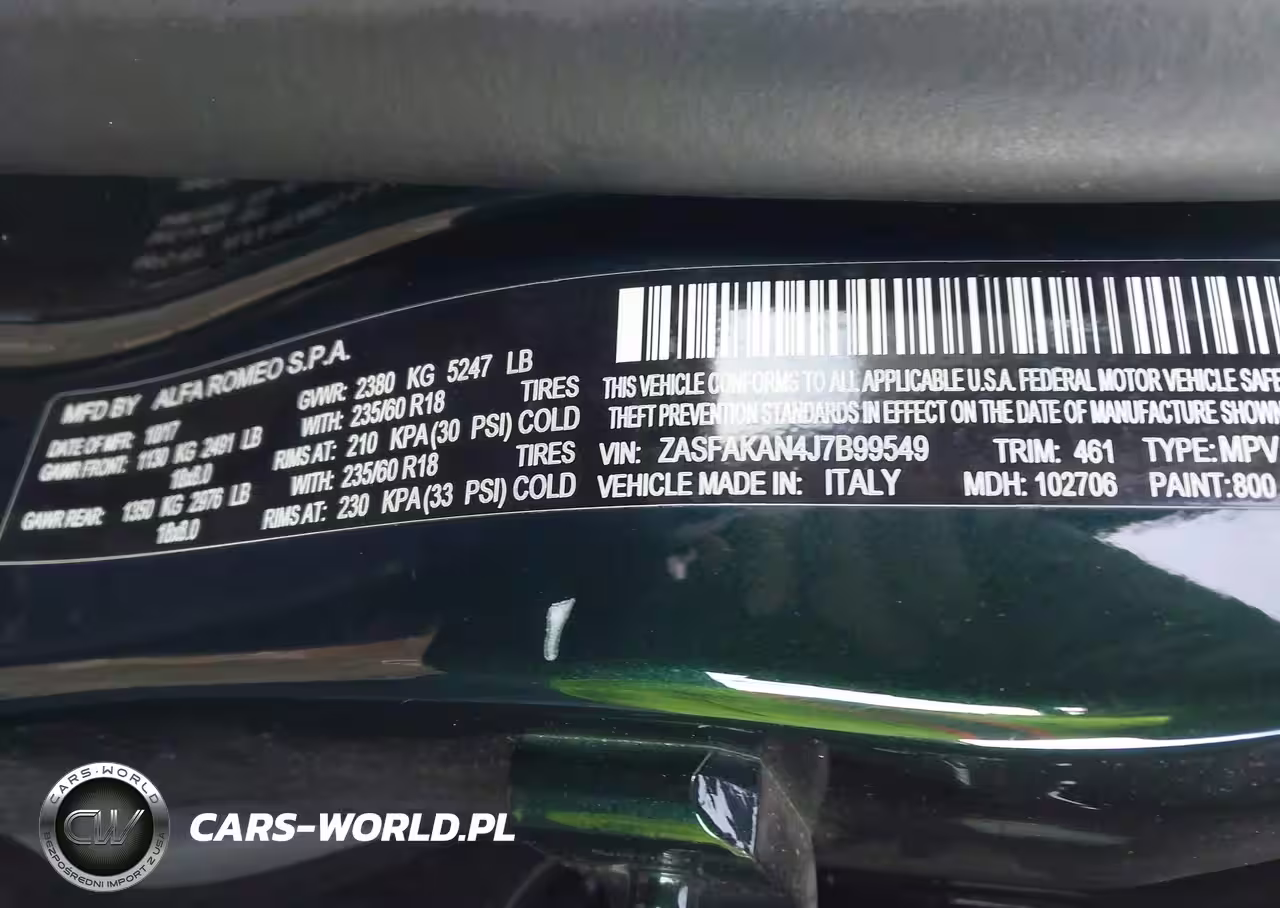 MFD BY ALFA ROMEO S.P.A.
DATE OF MFR: 1017 GVWR: 2380 KG 5247 LB
GAWR FRONT: 1130 KG 2491 LB WITH: 235/60 R18 TIRES
18x8.0 RIMS AT: 210 KPA(30 PSI) COLD
GAWR REAR: 1350 KG 2976 LB WITH: 235/60 R18 TIRES
18x8.0 RIMS AT: 230 KPA(33 PSI) COLD
THIS VEHICLE CONFORMS TO ALL APPLICABLE U.S.A. FEDERAL MOTOR VEHICLE SAFE
THEFT PREVENTION STANDARDS IN EFFECT ON THE DATE OF MANUFACTURE SHOWN
VIN: ZASFAKAN4J7B99549 TRIM: 461 TYPE: MPV
VEHICLE MADE IN: ITALY MDH: 102706 PAINT: 800
CARS-WORLD
CW
BEZPOŚREDNI IMPORT Z USA
CARS-WORLD.PL